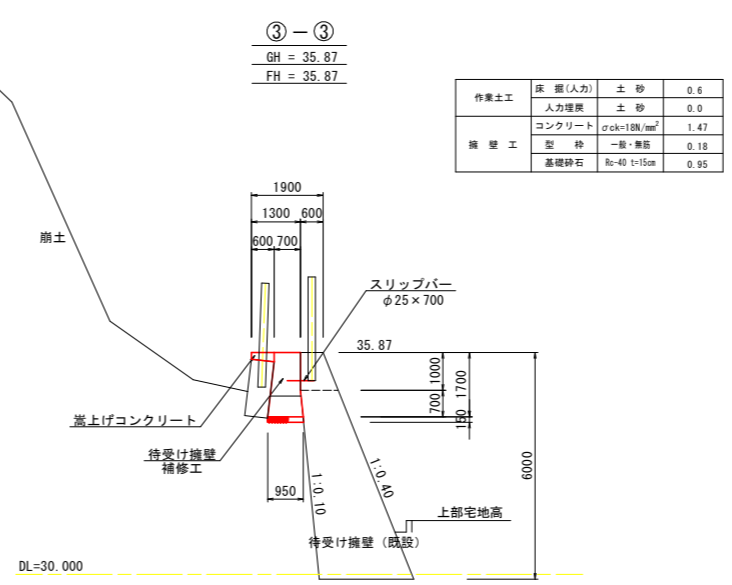 ③ － ③
GH = 35.87
FH = 35.87
作業土工
床 掘(人力) 土 砂 0.6
人力埋戻 土 砂 0.0
擁 壁 工
コンクリート σck=18N/mm² 1.47
型 枠 一般・無筋 0.18
基礎砕石 Rc-40 t=15cm 0.95
1900
1300 600
600 700
崩土
スリップバー
φ25×700
35.87
1000
1700
700
150
6000
嵩上げコンクリート
待受け擁壁
補修工
950
1:0.10
1:0.40
上部宅地高
待受け擁壁（既設）
DL=30.000